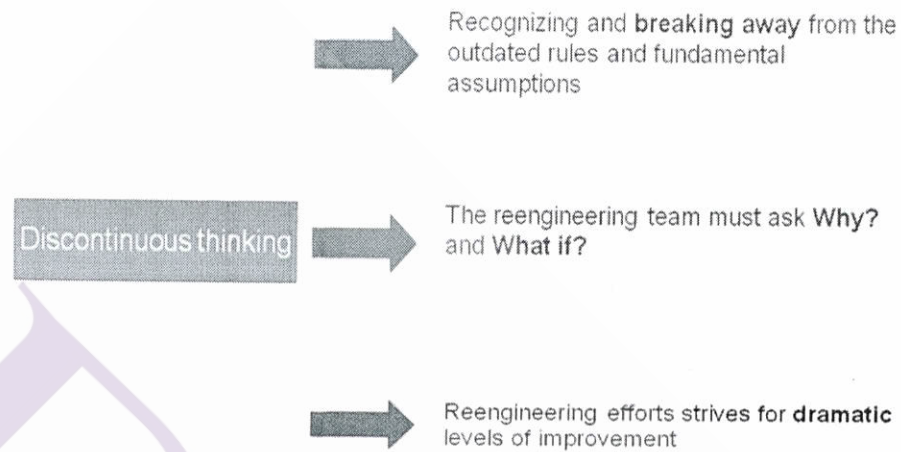 Recognizing and breaking away from the
outdated rules and fundamental
assumptions
Discontinuous thinking
The reengineering team must ask Why?
and What if?
Reengineering efforts strives for dramatic
levels of improvement